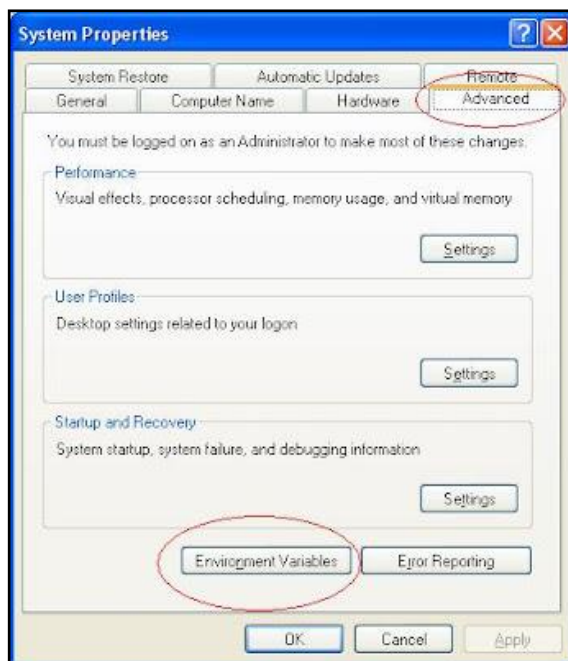 System Properties
System Restore Automatic Updates Remote
General Computer Name Hardware Advanced
You must be logged on as an Administrator to make most of these changes.
Performance
Visual effects, processor scheduling, memory usage, and virtual memory
Settings
User Profiles
Desktop settings related to your logon
Settings
Startup and Recovery
System startup, system failure, and debugging information
Settings
Environment Variables Error Reporting
OK Cancel Apply